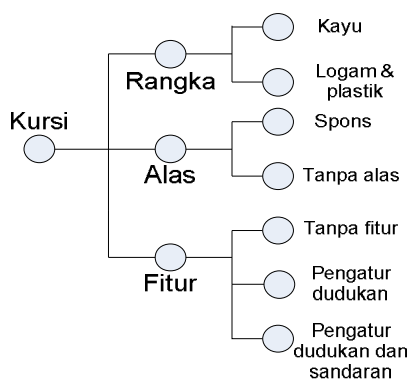 Kursi
Rangka
Kayu
Logam &
plastik
Alas
Spons
Tanpa alas
Fitur
Tanpa fitur
Pengatur
dudukan
Pengatur
dudukan dan
sandaran